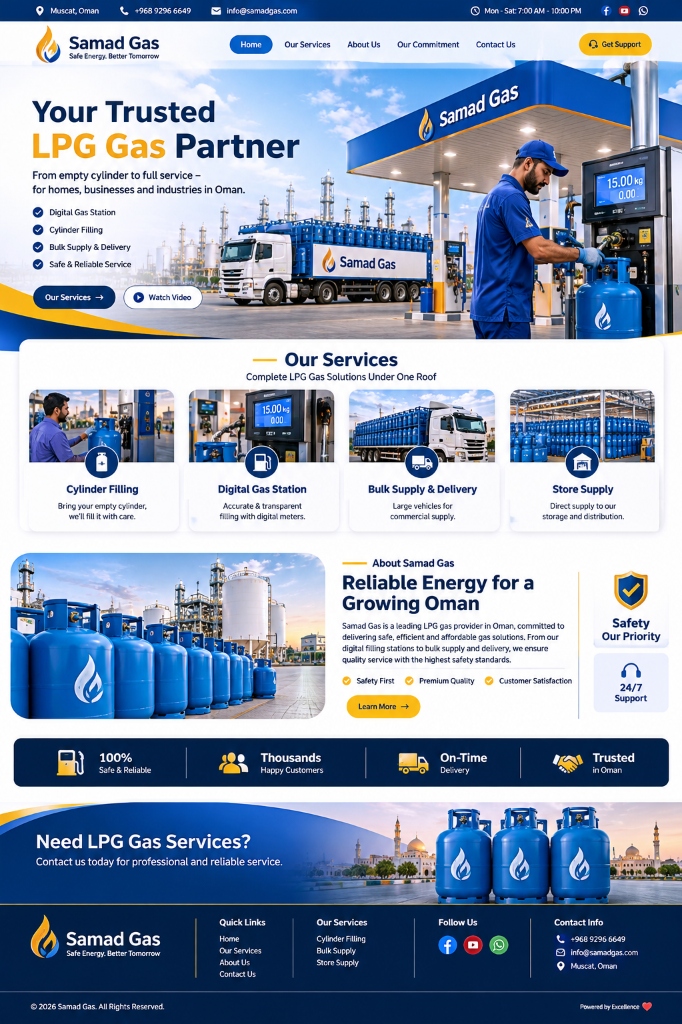 Muscat, Oman
+968 9296 6649
info@samadgas.com
Mon - Sat: 7:00 AM - 10:00 PM
Samad Gas
Safe Energy. Better Tomorrow
Home
Our Services
About Us
Our Commitment
Contact Us
Get Support
Your Trusted
LPG Gas Partner
From empty cylinder to full service –
for homes, businesses and industries in Oman.
Digital Gas Station
Cylinder Filling
Bulk Supply & Delivery
Safe & Reliable Service
Our Services →
Watch Video
Samad Gas
Samad Gas
15.00 kg
0.00
Our Services
Complete LPG Gas Solutions Under One Roof
15.00 kg
0.00
Cylinder Filling
Bring your empty cylinder,
we'll fill it with care.
Digital Gas Station
Accurate & transparent
filling with digital meters.
Bulk Supply & Delivery
Large vehicles for
commercial supply.
Store Supply
Direct supply to our
storage and distribution.
About Samad Gas
Reliable Energy for a
Growing Oman
Samad Gas is a leading LPG gas provider in Oman, committed to
delivering safe, efficient and affordable gas solutions. From our
digital filling stations to bulk supply and delivery, we ensure
quality service with the highest safety standards.
Safety First
Premium Quality
Customer Satisfaction
Learn More →
Safety
Our Priority
24/7
Support
100%
Safe & Reliable
Thousands
Happy Customers
On-Time
Delivery
Trusted
in Oman
Need LPG Gas Services?
Contact us today for professional and reliable service.
Samad Gas
Safe Energy. Better Tomorrow
Quick Links
Home
Our Services
About Us
Contact Us
Our Services
Cylinder Filling
Bulk Supply
Store Supply
Follow Us
Contact Info
+968 9296 6649
info@samadgas.com
Muscat, Oman
© 2026 Samad Gas. All Rights Reserved.
Powered by Excellence